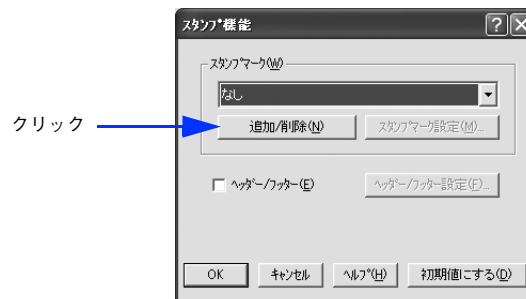 スタンプ機能
スタンプマーク(W)
なし
クリック
追加/削除(N)
スタンプマーク設定(M)...
ヘッダー/フッター(E)
ヘッダー/フッター設定(F)...
OK
キャンセル
ヘルプ(H)
初期値にする(D)